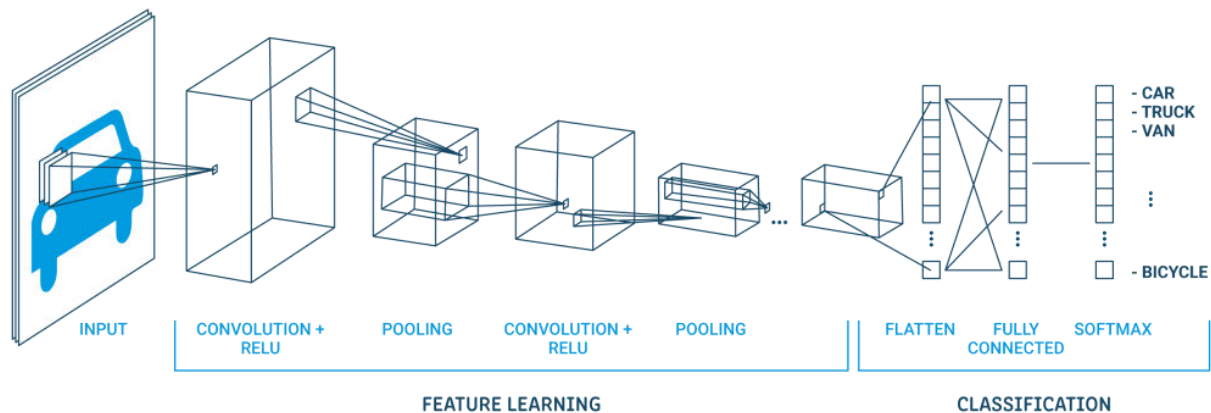 - CAR
- TRUCK
- VAN
- BICYCLE
INPUT
CONVOLUTION +
RELU
POOLING
CONVOLUTION +
RELU
POOLING
FLATTEN
FULLY
CONNECTED
SOFTMAX
FEATURE LEARNING
CLASSIFICATION